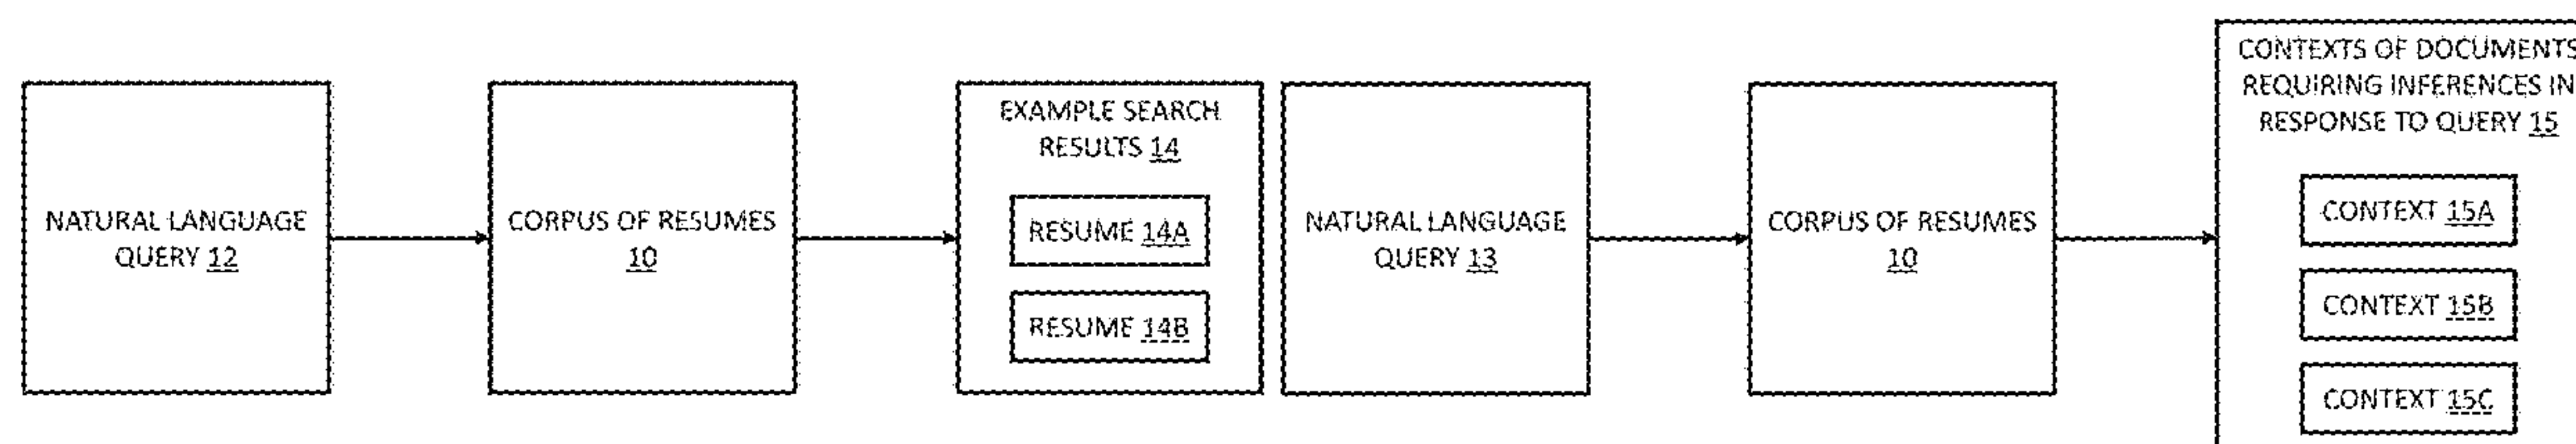 NATURAL LANGUAGE
QUERY 12
CORPUS OF RESUMES
10
EXAMPLE SEARCH
RESULTS 14
RESUME 14A
RESUME 14B
NATURAL LANGUAGE
QUERY 13
CORPUS OF RESUMES
10
CONTEXTS OF DOCUMENTS
REQUIRING INFERENCES IN
RESPONSE TO QUERY 15
CONTEXT 15A
CONTEXT 15B
CONTEXT 15C